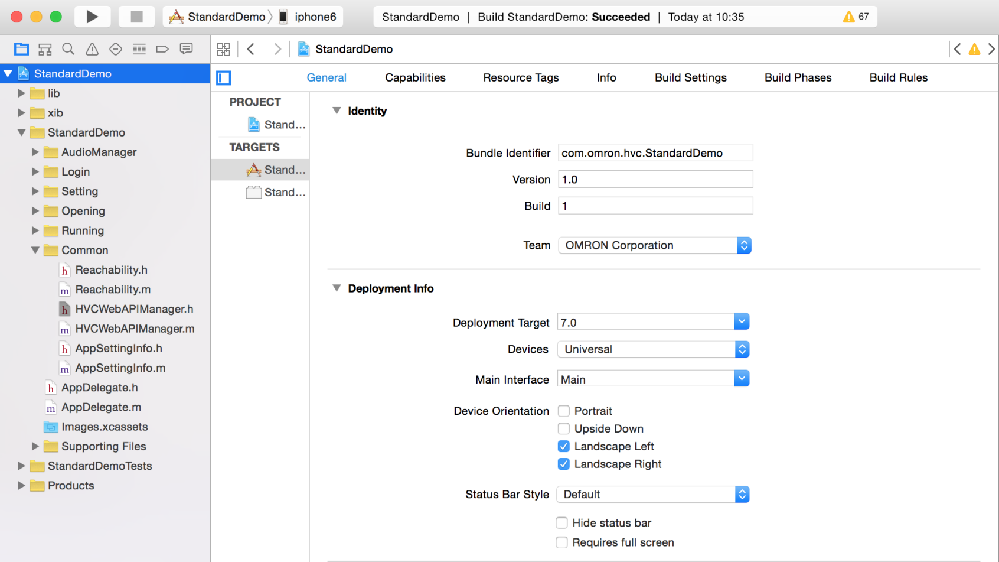 StandardDemo iphone6
StandardDemo | Build StandardDemo: Succeeded | Today at 10:35
67
StandardDemo
StandardDemo
lib
xib
StandardDemo
AudioManager
Login
Setting
Opening
Running
Common
h Reachability.h
m Reachability.m
h HVCWebAPIManager.h
m HVCWebAPIManager.m
h AppSettingInfo.h
m AppSettingInfo.m
h AppDelegate.h
m AppDelegate.m
Images.xcassets
Supporting Files
StandardDemoTests
Products
General Capabilities Resource Tags Info Build Settings Build Phases Build Rules
PROJECT
Stand...
TARGETS
Stand...
Stand...
Identity
Bundle Identifier com.omron.hvc.StandardDemo
Version 1.0
Build 1
Team OMRON Corporation
Deployment Info
Deployment Target 7.0
Devices Universal
Main Interface Main
Device Orientation Portrait
Upside Down
Landscape Left
Landscape Right
Status Bar Style Default
Hide status bar
Requires full screen